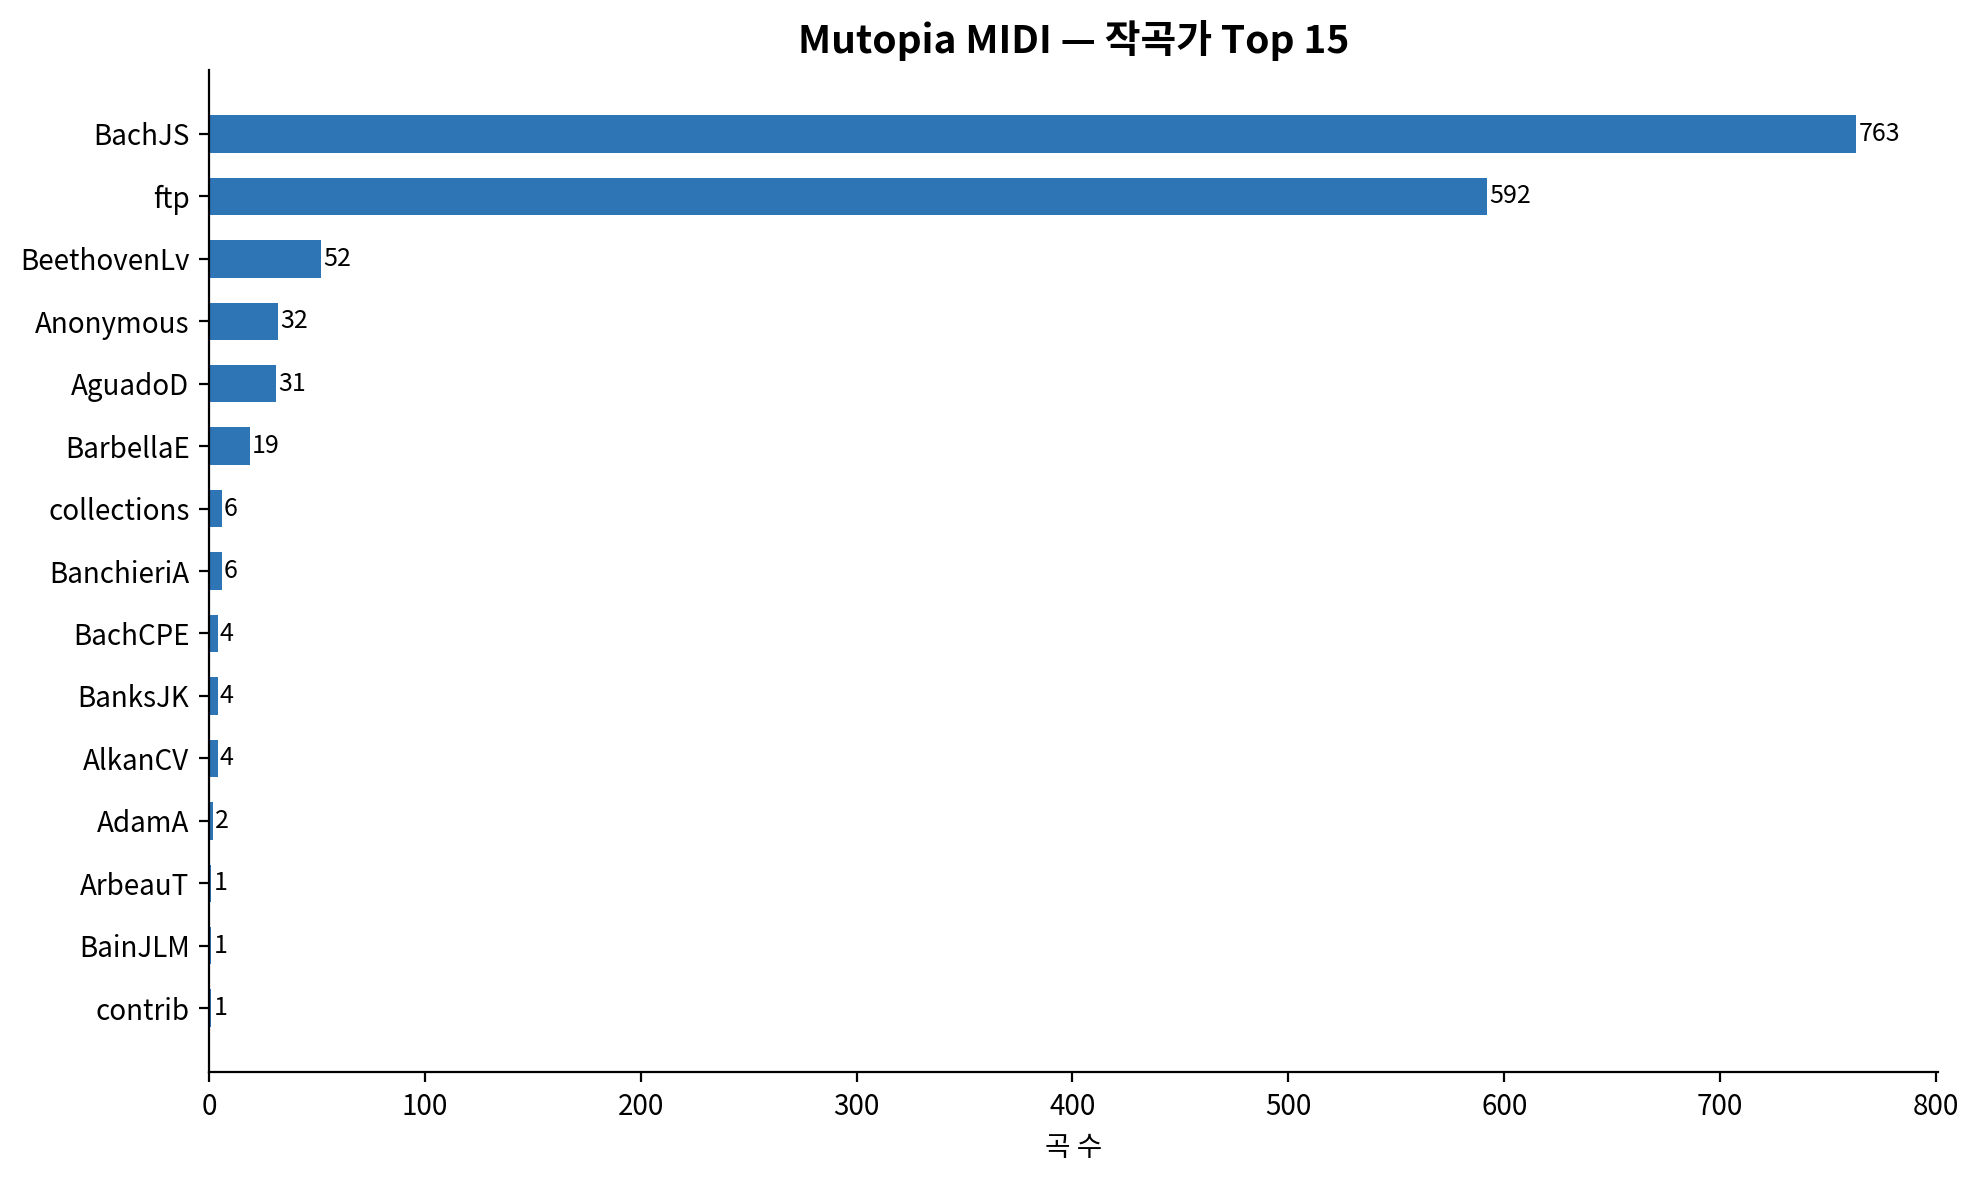 Mutopia MIDI — 작곡가 Top 15
BachJS 763
ftp 592
BeethovenLv 52
Anonymous 32
AguadoD 31
BarbellaE 19
collections 6
BanchieriA 6
BachCPE 4
BanksJK 4
AlkanCV 4
AdamA 2
ArbeauT 1
BainJLM 1
contrib 1
0 100 200 300 400 500 600 700 800
곡 수